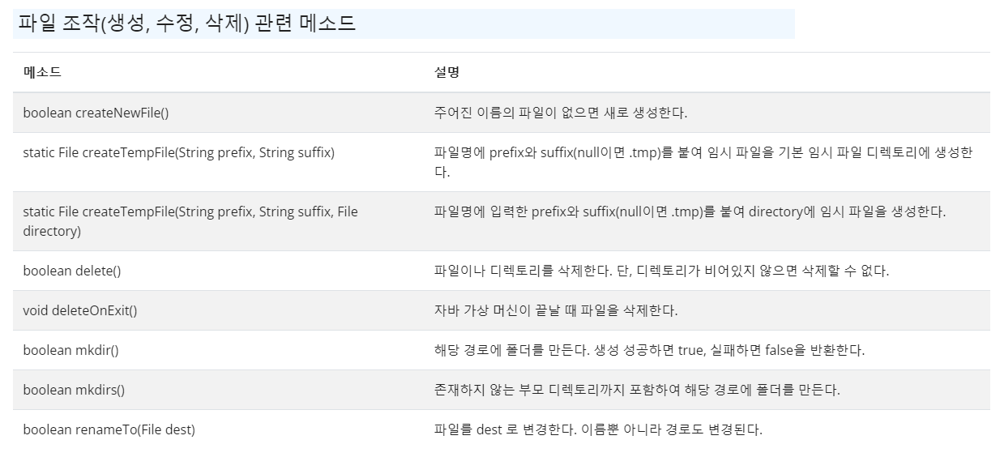 파일 조작(생성, 수정, 삭제) 관련 메소드
메소드 설명
boolean createNewFile() 주어진 이름의 파일이 없으면 새로 생성한다.
static File createTempFile(String prefix, String suffix) 파일명에 prefix와 suffix(null이면 .tmp)를 붙여 임시 파일을 기본 임시 파일 디렉토리에 생성한
다.
static File createTempFile(String prefix, String suffix, File 파일명에 입력한 prefix와 suffix(null이면 .tmp)를 붙여 directory에 임시 파일을 생성한다.
directory)
boolean delete() 파일이나 디렉토리를 삭제한다. 단, 디렉토리가 비어있지 않으면 삭제할 수 없다.
void deleteOnExit() 자바 가상 머신이 끝날 때 파일을 삭제한다.
boolean mkdir() 해당 경로에 폴더를 만든다. 생성 성공하면 true, 실패하면 false을 반환한다.
boolean mkdirs() 존재하지 않는 부모 디렉토리까지 포함하여 해당 경로에 폴더를 만든다.
boolean renameTo(File dest) 파일를 dest 로 변경한다. 이름뿐 아니라 경로도 변경된다.